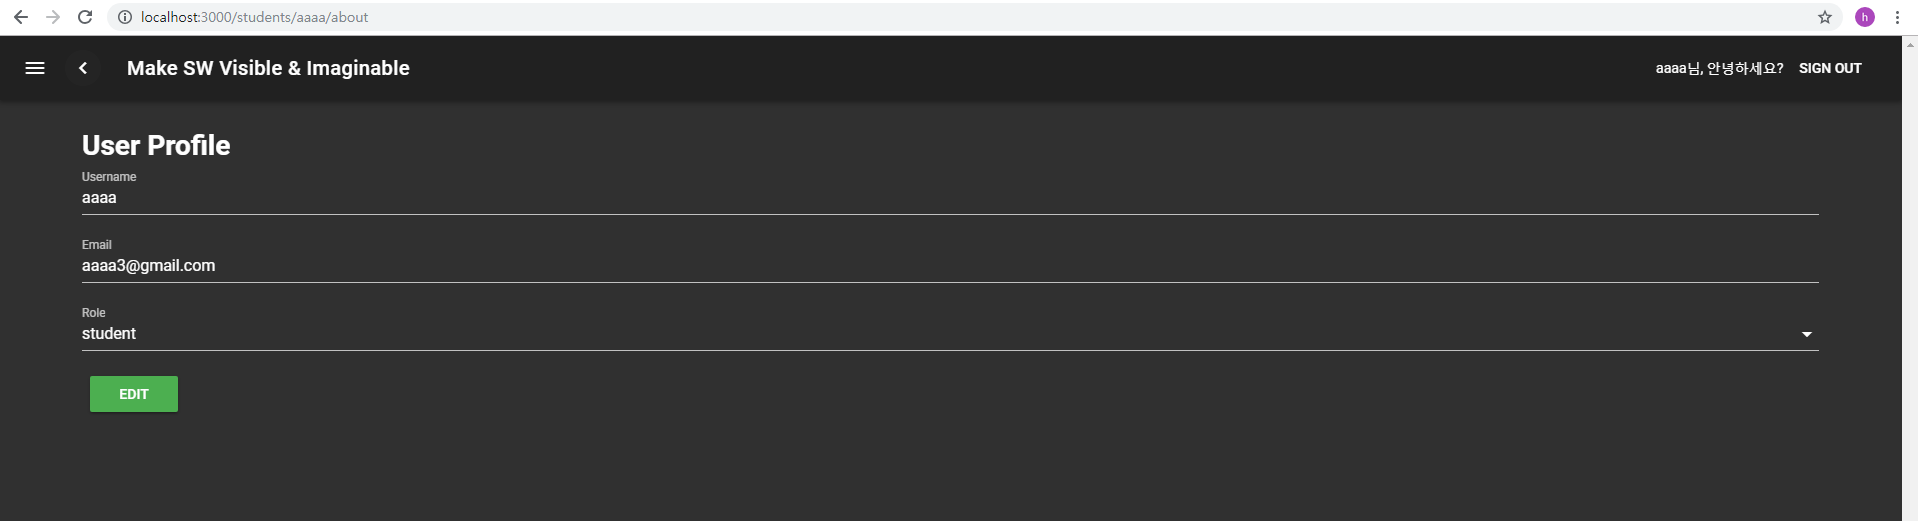 localhost:3000/students/aaaa/about
h
Make SW Visible & Imaginable
aaaa님, 안녕하세요? SIGN OUT
User Profile
Username
aaaa
Email
aaaa3@gmail.com
Role
student
EDIT